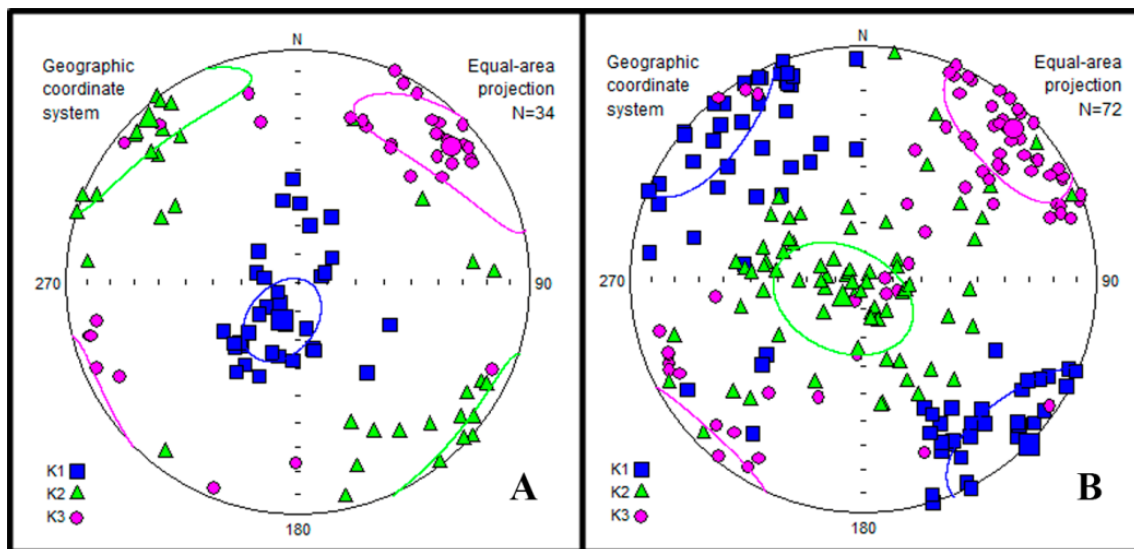 N
Geographic
coordinate
system
Equal-area
projection
N=34
270
90
K1
K2
K3
180
A
N
Geographic
coordinate
system
Equal-area
projection
N=72
270
90
K1
K2
K3
180
B